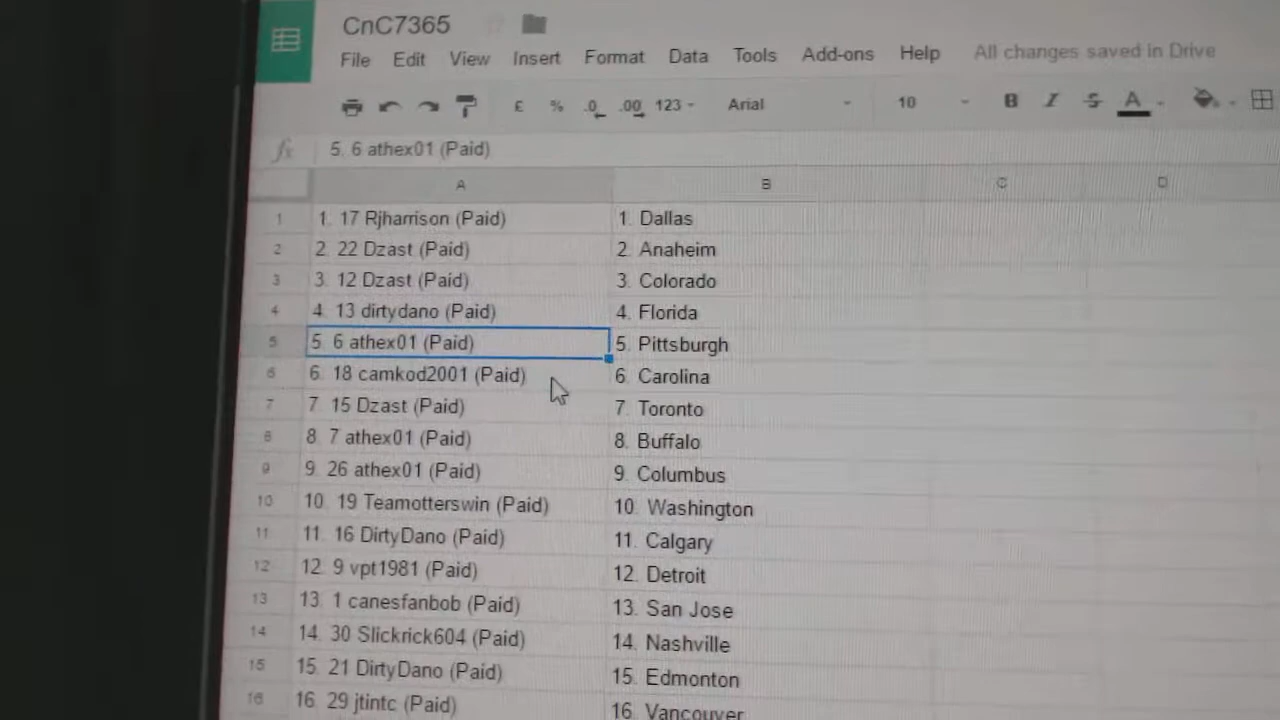 CnC7365
File Edit View Insert Format Data Tools Add-ons Help All changes saved in Drive
£ % .0 .00 123 Arial 10 B I S A
fx 5. 6 athex01 (Paid)
A B C D
1 1. 17 Rjharrison (Paid) 1. Dallas
2 2. 22 Dzast (Paid) 2. Anaheim
3 3. 12 Dzast (Paid) 3. Colorado
4 4. 13 dirtydano (Paid) 4. Florida
5 5. 6 athex01 (Paid) 5. Pittsburgh
6 6. 18 camkod2001 (Paid) 6. Carolina
7 7. 15 Dzast (Paid) 7. Toronto
8 8. 7 athex01 (Paid) 8. Buffalo
9 9. 26 athex01 (Paid) 9. Columbus
10 10. 19 Teamotterswin (Paid) 10. Washington
11 11. 16 DirtyDano (Paid) 11. Calgary
12 12. 9 vpt1981 (Paid) 12. Detroit
13 13. 1 canesfanbob (Paid) 13. San Jose
14 14. 30 Slickrick604 (Paid) 14. Nashville
15 15. 21 DirtyDano (Paid) 15. Edmonton
16 16. 29 jtintc (Paid) 16. Vancouver